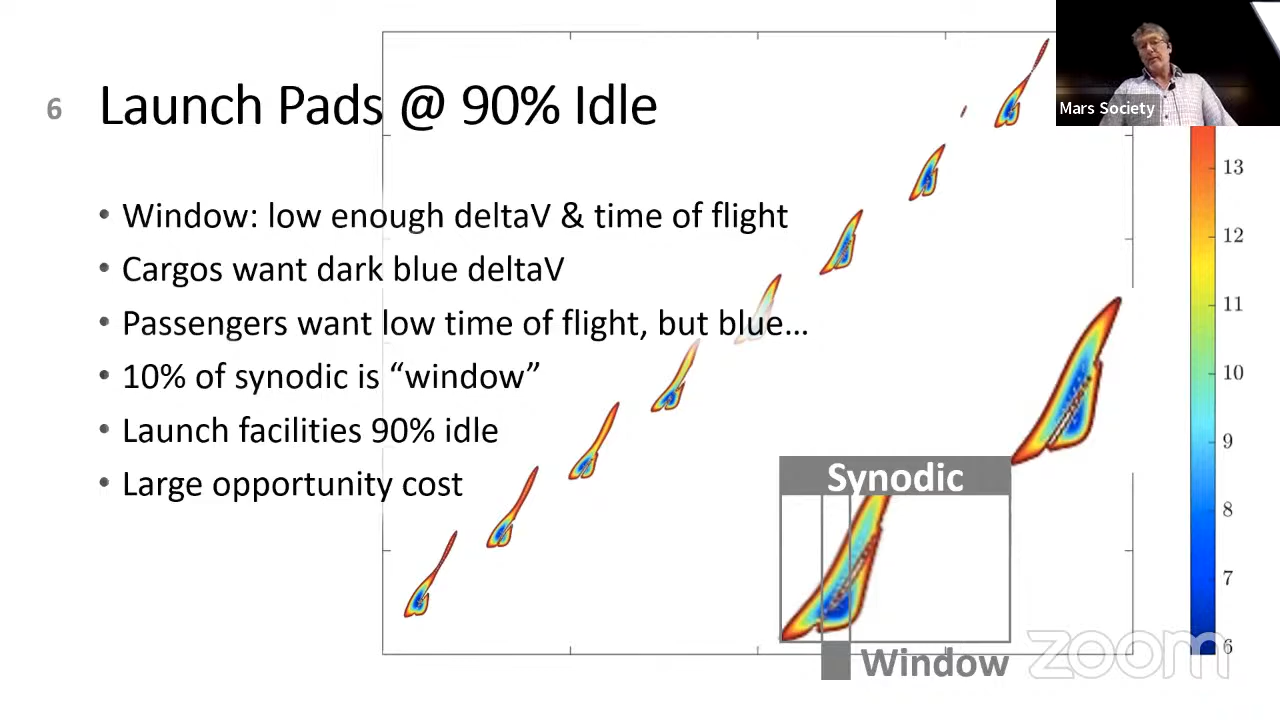 6
Launch Pads @ 90% Idle
Mars Society
• Window: low enough deltaV & time of flight
• Cargos want dark blue deltaV
• Passengers want low time of flight, but blue…
• 10% of synodic is “window”
• Launch facilities 90% idle
• Large opportunity cost
13
12
11
10
9
8
7
6
Synodic
Window
zoom